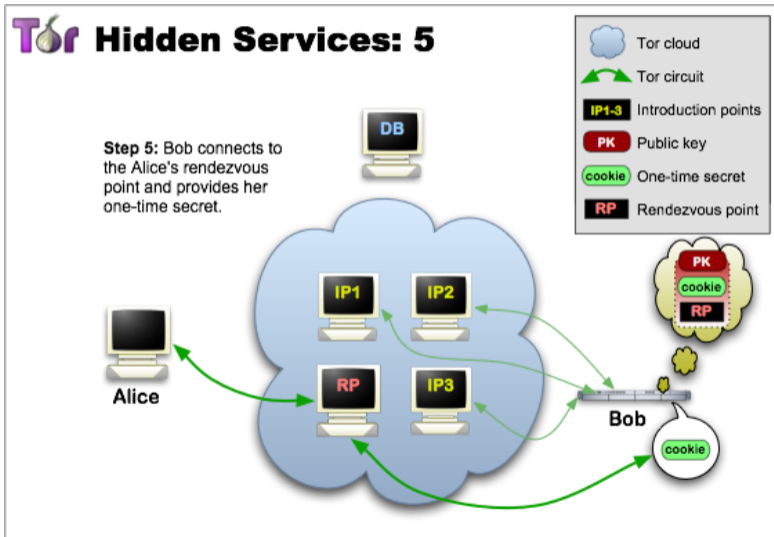 Tor Hidden Services: 5
Tor cloud
Tor circuit
IP1-3 Introduction points
PK Public key
cookie One-time secret
RP Rendezvous point
DB
Step 5: Bob connects to
the Alice's rendezvous
point and provides her
one-time secret.
PK
cookie
RP
IP1 IP2
RP IP3
Alice
Bob
cookie